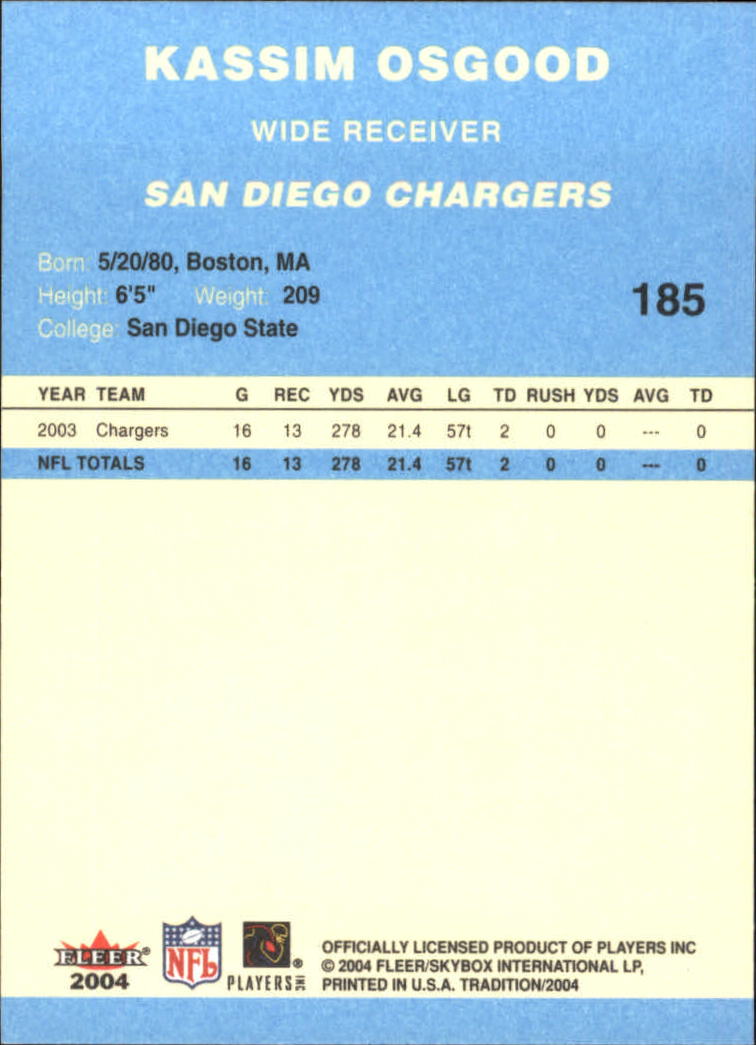 KASSIM OSGOOD
WIDE RECEIVER
SAN DIEGO CHARGERS
Born: 5/20/80, Boston, MA
Height: 6'5" Weight: 209
185
College: San Diego State
YEAR TEAM G REC YDS AVG LG TD RUSH YDS AVG TD
2003 Chargers 16 13 278 21.4 57t 2 0 0 --- 0
NFL TOTALS 16 13 278 21.4 57t 2 0 0 --- 0
FLEER®
2004
NFL
PLAYERS INC ®
OFFICIALLY LICENSED PRODUCT OF PLAYERS INC
© 2004 FLEER/SKYBOX INTERNATIONAL LP,
PRINTED IN U.S.A. TRADITION/2004